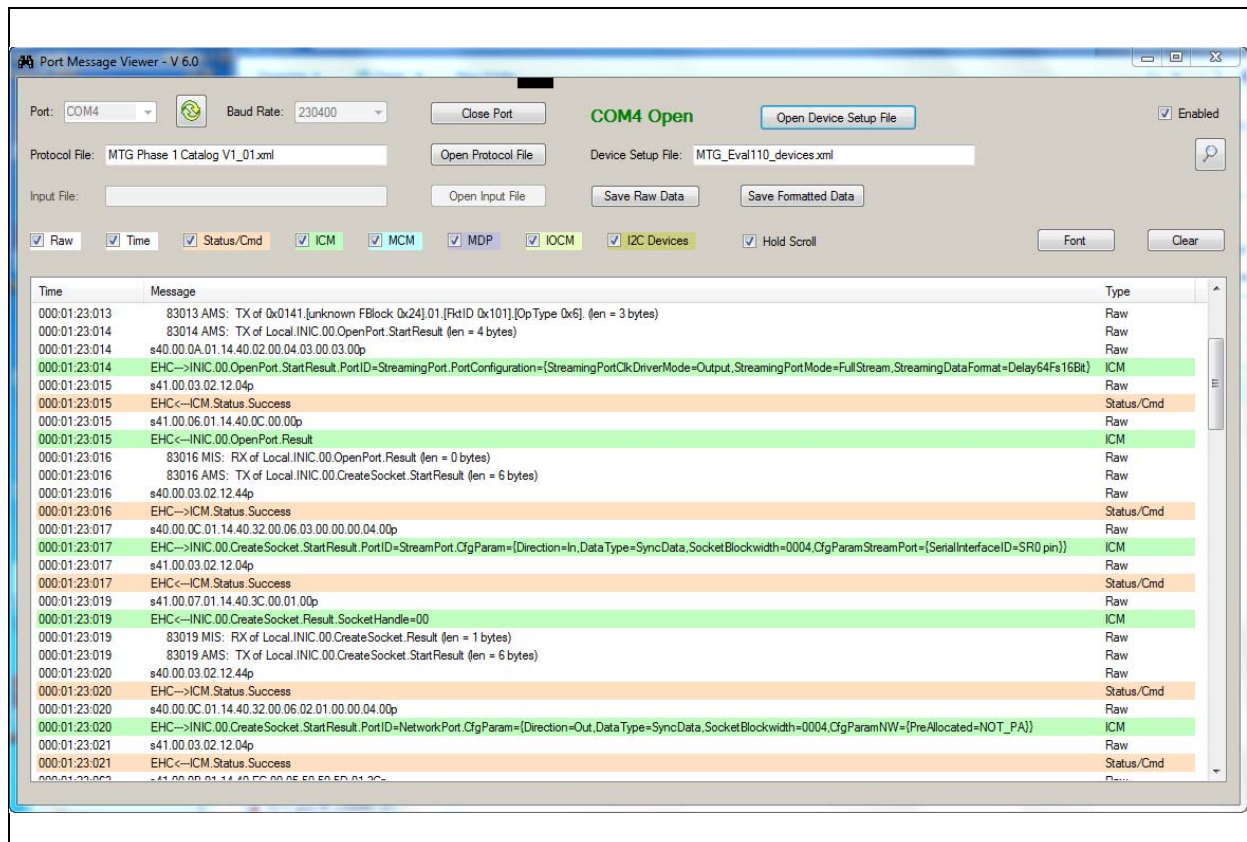 Port Message Viewer - V 6.0
Port: COM4 Baud Rate: 230400 Close Port COM4 Open Open Device Setup File Enabled
Protocol File: MTG Phase 1 Catalog V1_01.xml Open Protocol File Device Setup File: MTG_Eval110_devices.xml
Input File: Open Input File Save Raw Data Save Formatted Data
Raw Time Status/Cmd ICM MCM MDP IOCM I2C Devices Hold Scroll Font Clear
Time Message Type
000:01:23:013 83013 AMS: TX of 0x0141.[unknown FBlock 0x24].01.[FktID 0x101].[OpType 0x6]. (len = 3 bytes) Raw
000:01:23:014 83014 AMS: TX of Local.INIC.00.OpenPort.StartResult (len = 4 bytes) Raw
000:01:23:014 s40.00.0A.01.14.40.02.00.04.03.00.03.00p Raw
000:01:23:014 EHC--->INIC.00.OpenPort.StartResult.PortID=StreamingPort.PortConfiguration={StreamingPortClkDriverMode=Output,StreamingPortMode=FullStream,StreamingDataFormat=Delay64Fs16Bit} ICM
000:01:23:015 s41.00.03.02.12.04p Raw
000:01:23:015 EHC<---ICM.Status.Success Status/Cmd
000:01:23:015 s41.00.06.01.14.40.0C.00.00p Raw
000:01:23:015 EHC<---INIC.00.OpenPort.Result ICM
000:01:23:016 83016 MIS: RX of Local.INIC.00.OpenPort.Result (len = 0 bytes) Raw
000:01:23:016 83016 AMS: TX of Local.INIC.00.CreateSocket.StartResult (len = 6 bytes) Raw
000:01:23:016 s40.00.03.02.12.44p Raw
000:01:23:016 EHC--->ICM.Status.Success Status/Cmd
000:01:23:017 s40.00.0C.01.14.40.32.00.06.03.00.00.00.04.00p Raw
000:01:23:017 EHC--->INIC.00.CreateSocket.StartResult.PortID=StreamPort.CfgParam={Direction=In,DataType=SyncData,SocketBlockwidth=0004,CfgParamStreamPort={SerialInterfaceID=SR0 pin}} ICM
000:01:23:017 s41.00.03.02.12.04p Raw
000:01:23:017 EHC<---ICM.Status.Success Status/Cmd
000:01:23:019 s41.00.07.01.14.40.3C.00.01.00p Raw
000:01:23:019 EHC<---INIC.00.CreateSocket.Result.SocketHandle=00 ICM
000:01:23:019 83019 MIS: RX of Local.INIC.00.CreateSocket.Result (len = 1 bytes) Raw
000:01:23:019 83019 AMS: TX of Local.INIC.00.CreateSocket.StartResult (len = 6 bytes) Raw
000:01:23:020 s40.00.03.02.12.44p Raw
000:01:23:020 EHC--->ICM.Status.Success Status/Cmd
000:01:23:020 s40.00.0C.01.14.40.32.00.06.02.01.00.00.04.00p Raw
000:01:23:020 EHC--->INIC.00.CreateSocket.StartResult.PortID=NetworkPort.CfgParam={Direction=Out,DataType=SyncData,SocketBlockwidth=0004,CfgParamNW={PreAllocated=NOT_PA}} ICM
000:01:23:021 s41.00.03.02.12.04p Raw
000:01:23:021 EHC<---ICM.Status.Success Status/Cmd